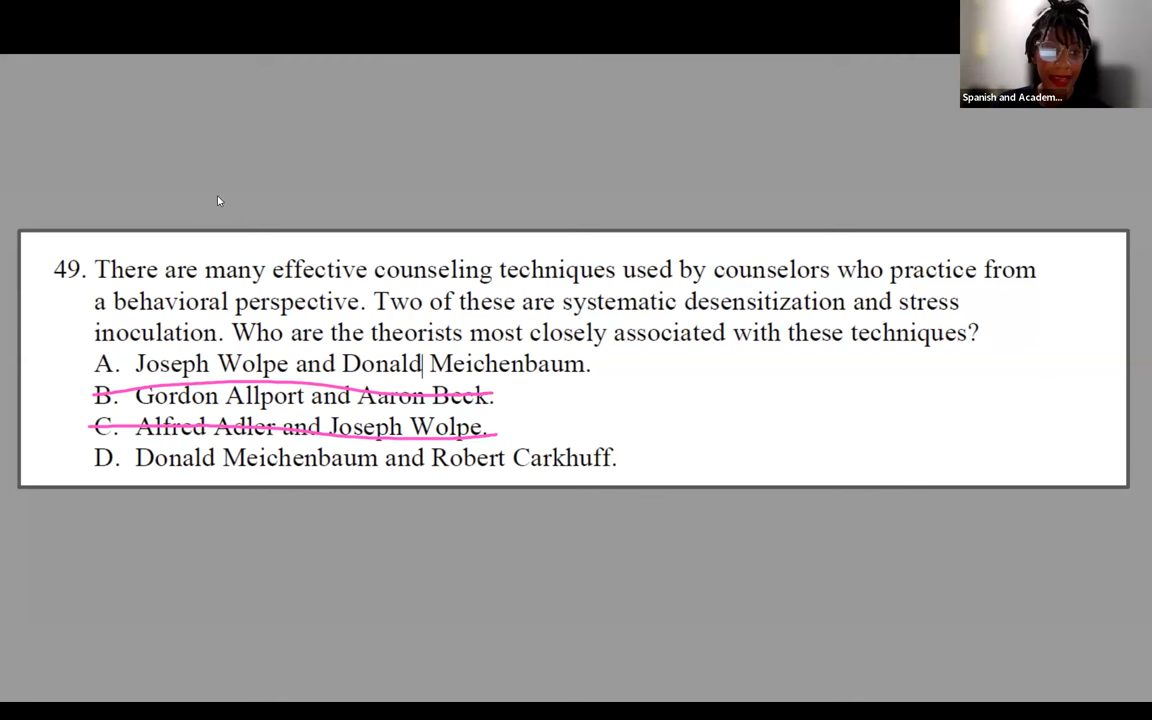 Spanish and Academ...
49. There are many effective counseling techniques used by counselors who practice from
a behavioral perspective. Two of these are systematic desensitization and stress
inoculation. Who are the theorists most closely associated with these techniques?
A. Joseph Wolpe and Donald Meichenbaum.
B. Gordon Allport and Aaron Beck.
C. Alfred Adler and Joseph Wolpe.
D. Donald Meichenbaum and Robert Carkhuff.